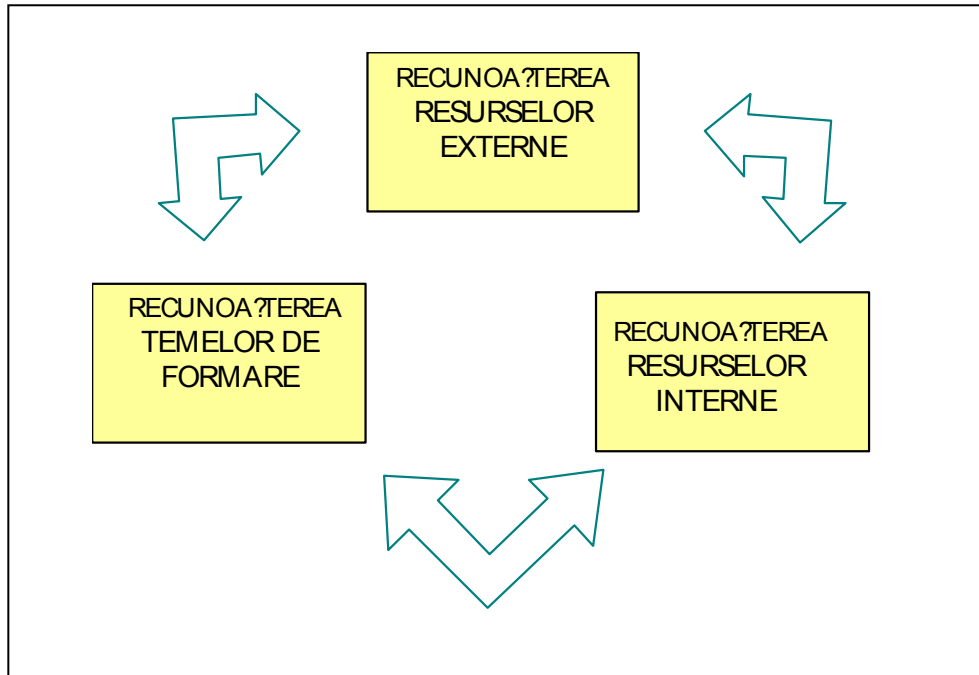 RECUNOA?TEREA
RESURSELOR
EXTERNE
RECUNOA?TEREA
TEMELOR DE
FORMARE
RECUNOA?TEREA
RESURSELOR
INTERNE